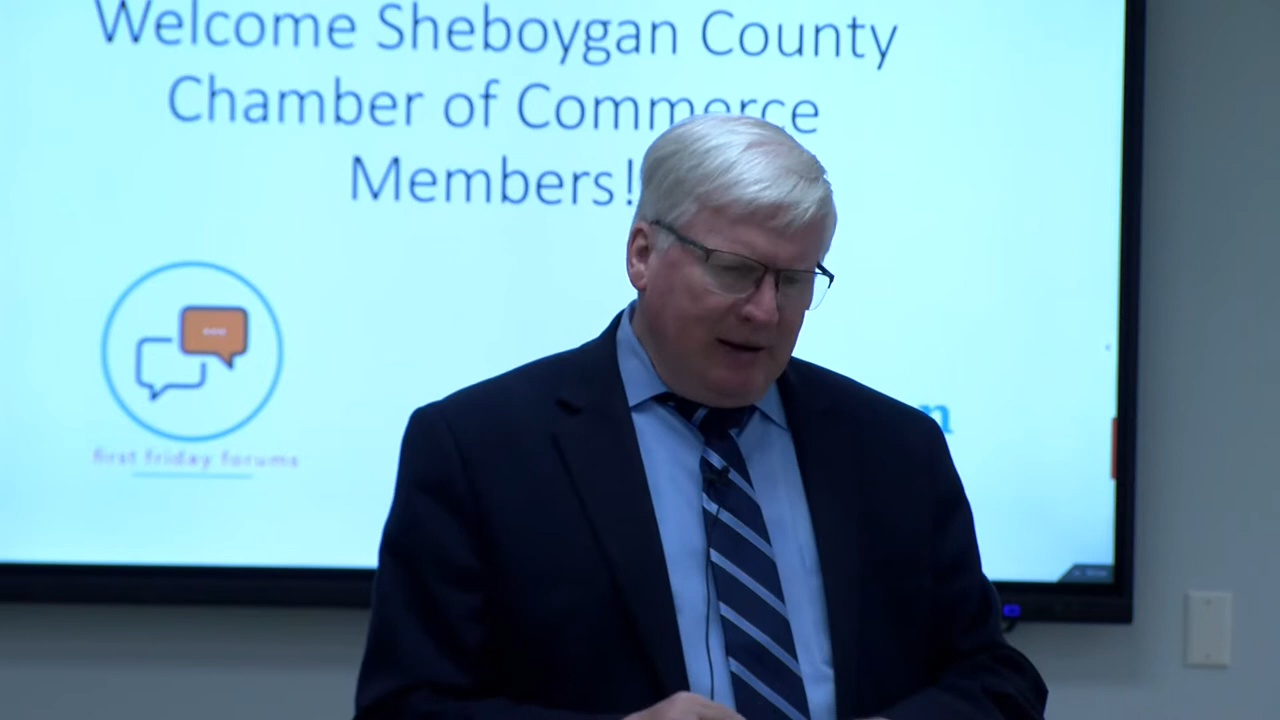 Welcome Sheboygan County
Chamber of Commerce
Members!
first friday forums